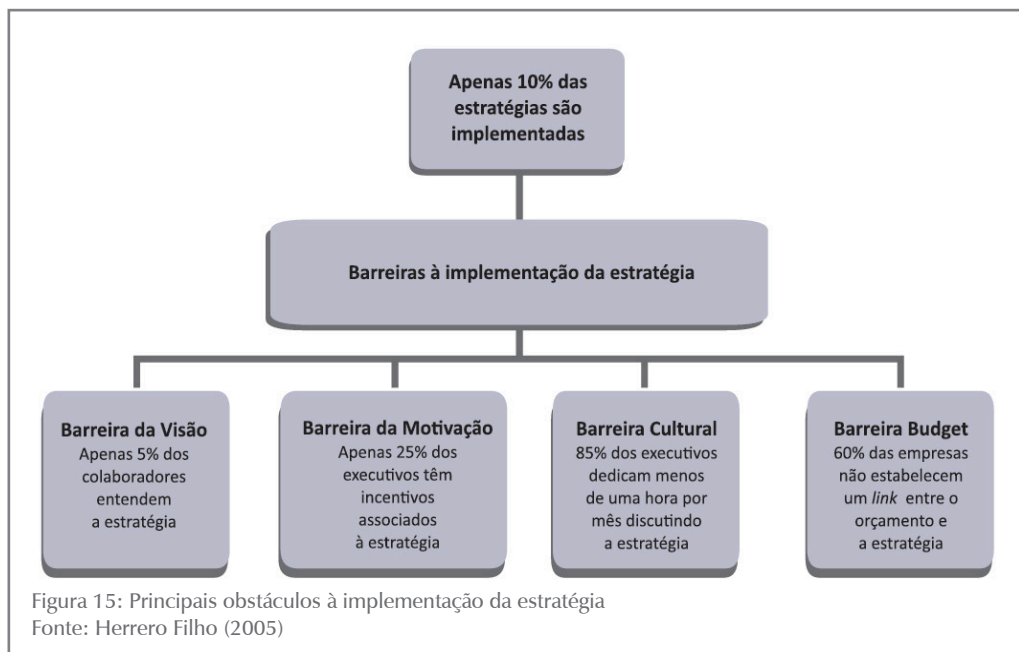 Apenas 10% das
estratégias são
implementadas
Barreiras à implementação da estratégia
Barreira da Visão
Apenas 5% dos
colaboradores
entendem
a estratégia
Barreira da Motivação
Apenas 25% dos
executivos têm
incentivos
associados
à estratégia
Barreira Cultural
85% dos executivos
dedicam menos
de uma hora por
mês discutindo
a estratégia
Barreira Budget
60% das empresas
não estabelecem
um link entre o
orçamento e
a estratégia
Figura 15: Principais obstáculos à implementação da estratégia
Fonte: Herrero Filho (2005)